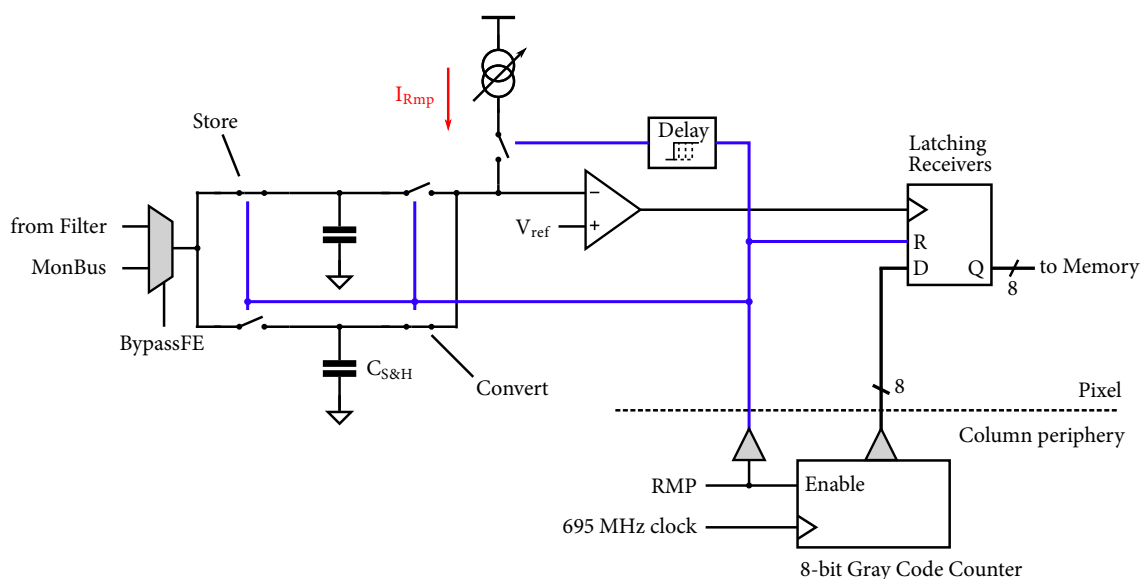 I_Rmp
Store
Delay
Latching
Receivers
from Filter
MonBus
V_ref
−
+
R
D
Q
to Memory
8
BypassFE
C_S&H
Convert
8
Pixel
Column periphery
RMP
Enable
695 MHz clock
8-bit Gray Code Counter